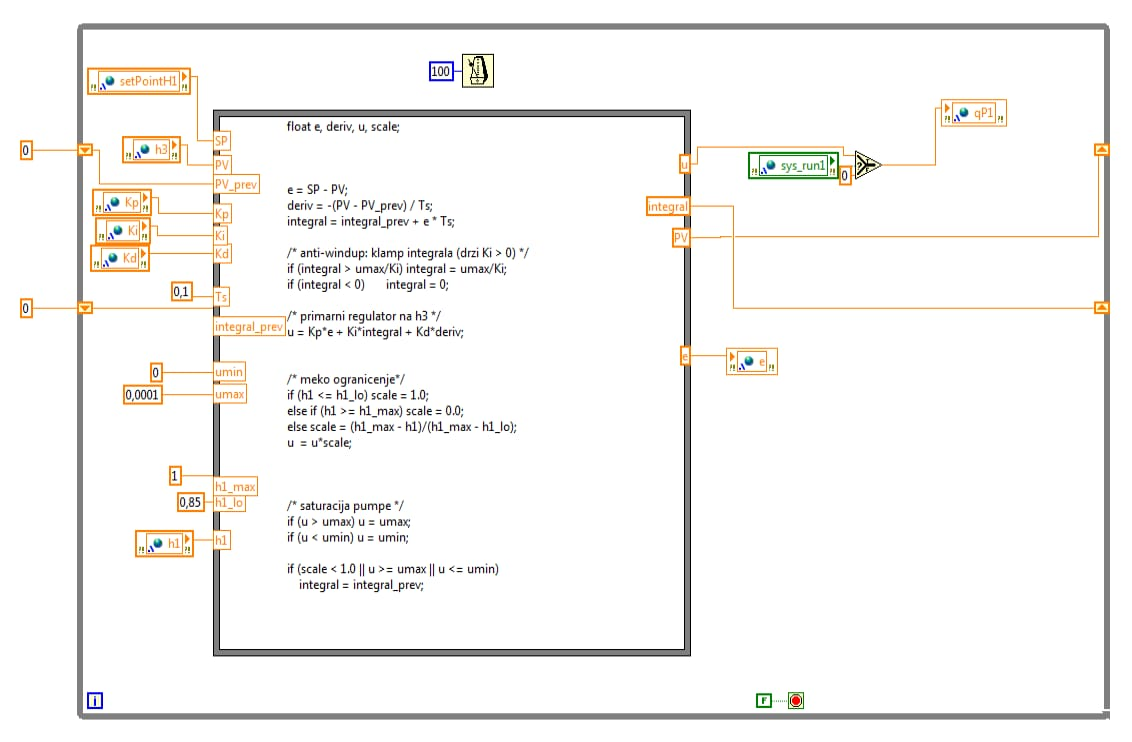 100
setPointH1
float e, deriv, u, scale;
qP1
SP
0
h3
PV
u
sys_run1
0
?
PV_prev
e = SP - PV;
Kp
deriv = -(PV - PV_prev) / Ts;
integral
Kp
integral = integral_prev + e * Ts;
Ki
Ki
PV
Kd
Kd
/* anti-windup: klamp integrala (drzi Ki > 0) */
if (integral > umax/Ki) integral = umax/Ki;
if (integral < 0) integral = 0;
0,1
Ts
0
/* primarni regulator na h3 */
integral_prev
u = Kp*e + Ki*integral + Kd*deriv;
e
e
0
umin
/* meko ogranicenje*/
0,0001
umax
if (h1 <= h1_lo) scale = 1.0;
else if (h1 >= h1_max) scale = 0.0;
else scale = (h1_max - h1)/(h1_max - h1_lo);
u = u*scale;
1
h1_max
0,85
h1_lo
/* saturacija pumpe */
if (u > umax) u = umax;
h1
h1
if (u < umin) u = umin;
if (scale < 1.0 || u >= umax || u <= umin)
integral = integral_prev;
i
F